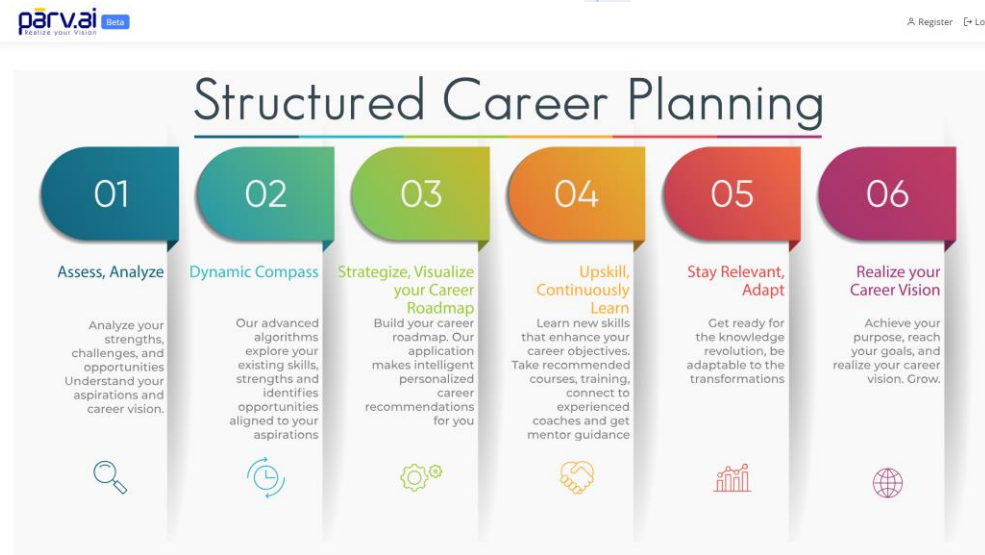 pārv.ai Beta
Realize your Vision
Register
Lo
Structured Career Planning
01
02
03
04
05
06
Assess, Analyze
Analyze your
strengths,
challenges, and
opportunities
Understand your
aspirations and
career vision.
Dynamic Compass
Our advanced
algorithms
explore your
existing skills,
strengths and
identifies
opportunities
aligned to your
aspirations
Strategize, Visualize
your Career
Roadmap
Build your career
roadmap. Our
application
makes intelligent
personalized
career
recommendations
for you
Upskill,
Continuously
Learn
Learn new skills
that enhance your
career objectives.
Take recommended
courses, training,
connect to
experienced
coaches and get
mentor guidance
Stay Relevant,
Adapt
Get ready for
the knowledge
revolution, be
adaptable to the
transformations
Realize your
Career Vision
Achieve your
purpose, reach
your goals, and
realize your career
vision. Grow.